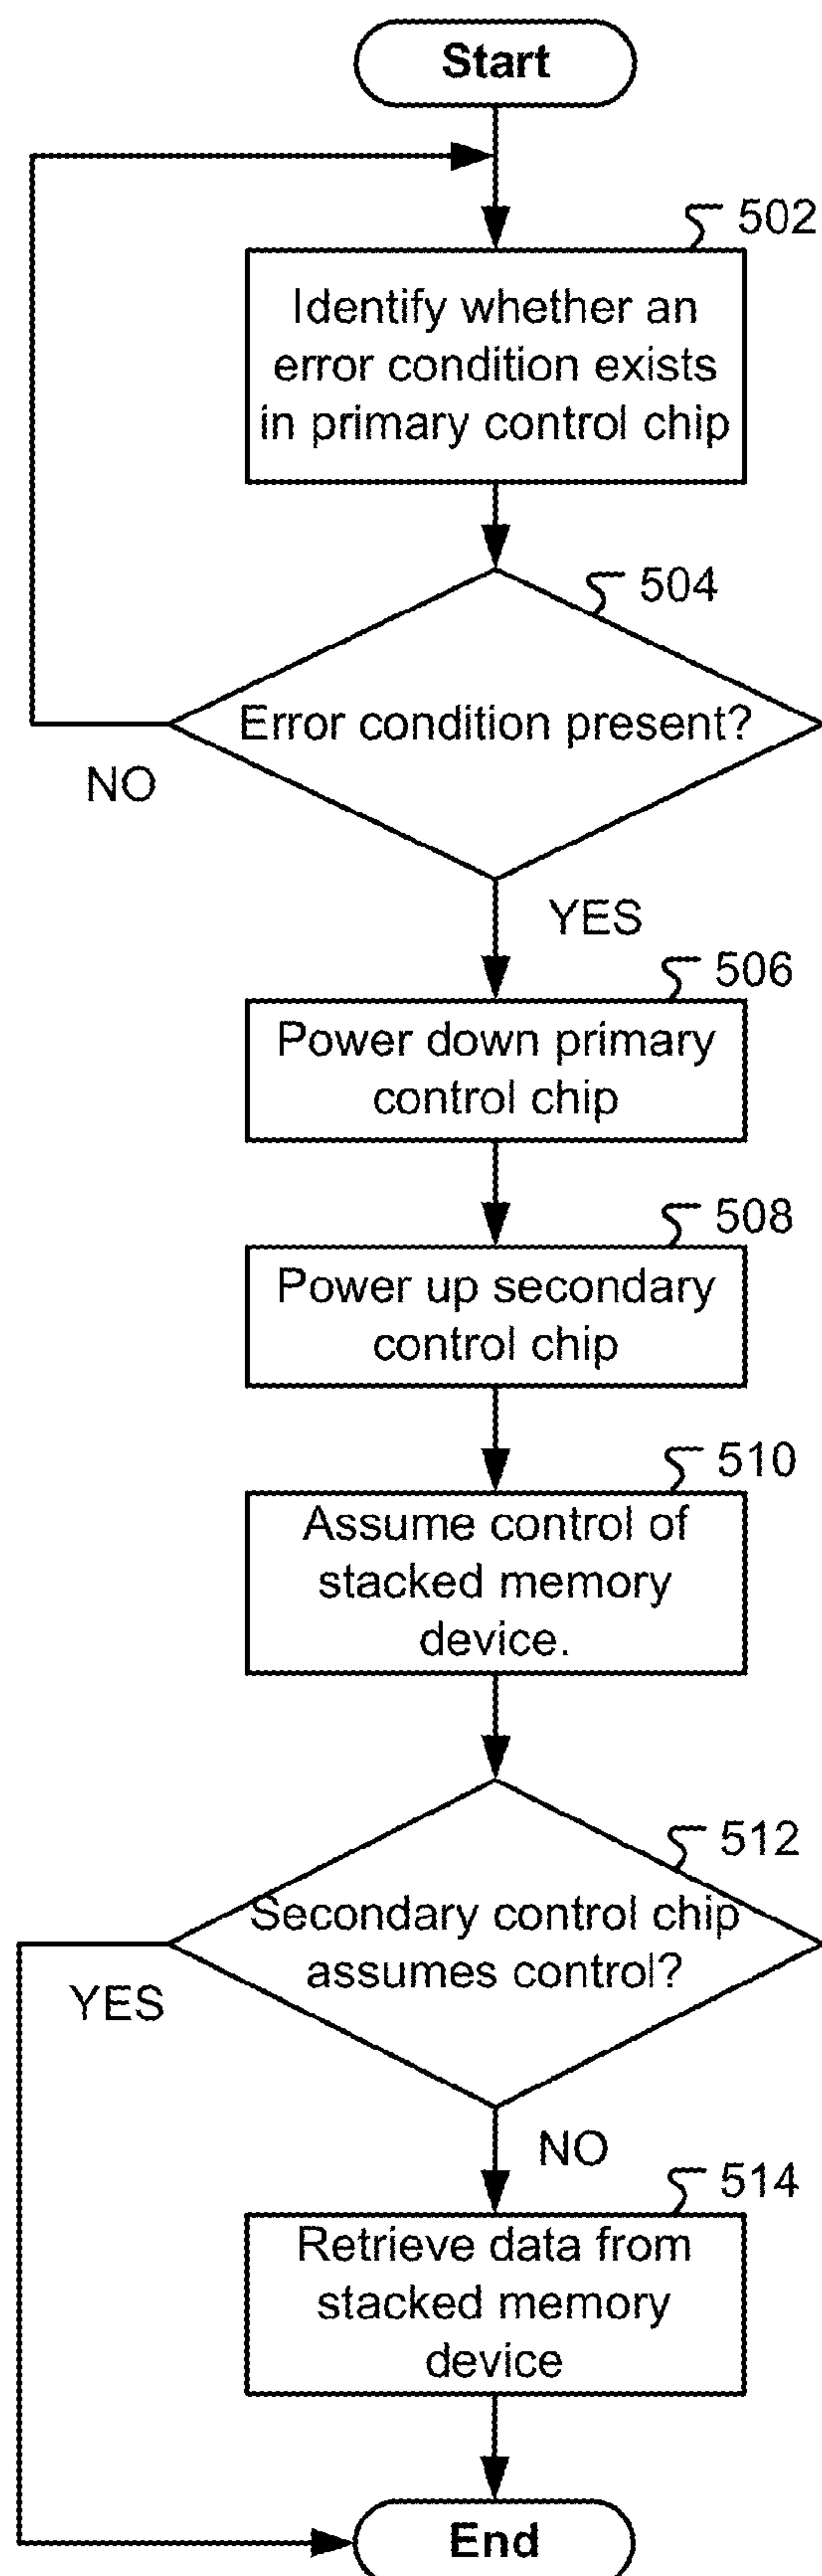 Start
502
Identify whether an
error condition exists
in primary control chip
504
Error condition present?
NO
YES
506
Power down primary
control chip
508
Power up secondary
control chip
510
Assume control of
stacked memory
device.
512
Secondary control chip
assumes control?
YES
NO
514
Retrieve data from
stacked memory
device
End